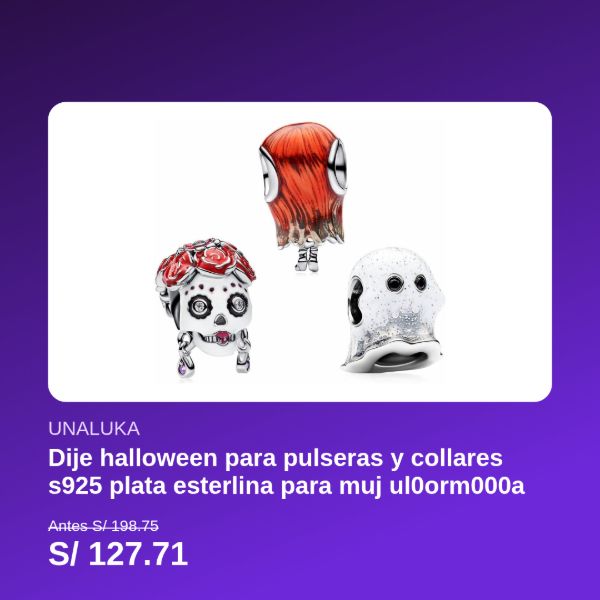 UNALUKA
Dije halloween para pulseras y collares
s925 plata esterlina para muj ul0orm000a
Antes S/ 198.75
S/ 127.71